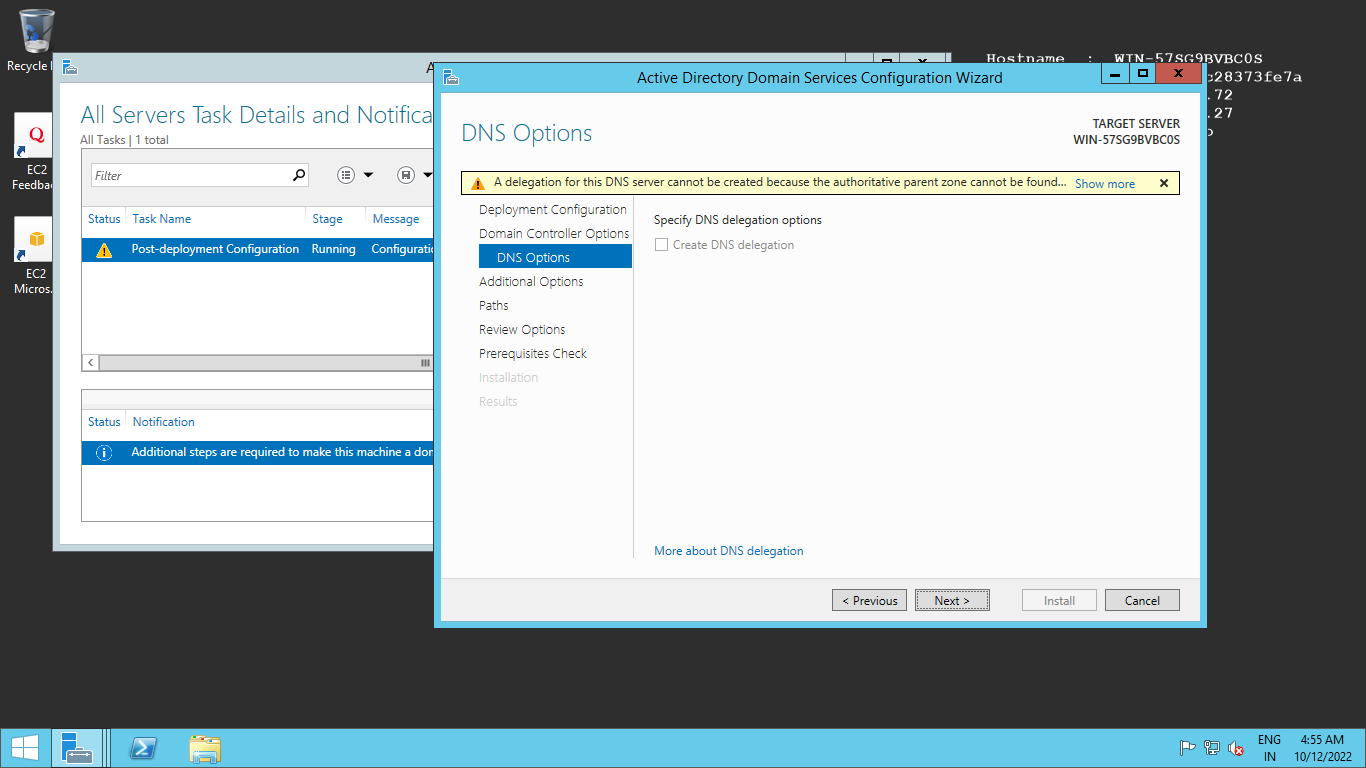 Recycle
EC2
Feedbac
EC2
Micros.
Hostname : WIN-57SG9BVBC0S
c28373fe7a
.72
.27
All Servers Task Details and Notifica
All Tasks | 1 total
Filter
Status Task Name Stage Message
Post-deployment Configuration Running Configuratio
Status Notification
Additional steps are required to make this machine a dom
Active Directory Domain Services Configuration Wizard
DNS Options
TARGET SERVER
WIN-57SG9BVBC0S
A delegation for this DNS server cannot be created because the authoritative parent zone cannot be found... Show more
Deployment Configuration
Domain Controller Options
DNS Options
Additional Options
Paths
Review Options
Prerequisites Check
Installation
Results
Specify DNS delegation options
Create DNS delegation
More about DNS delegation
< Previous
Next >
Install
Cancel
ENG
IN
4:55 AM
10/12/2022